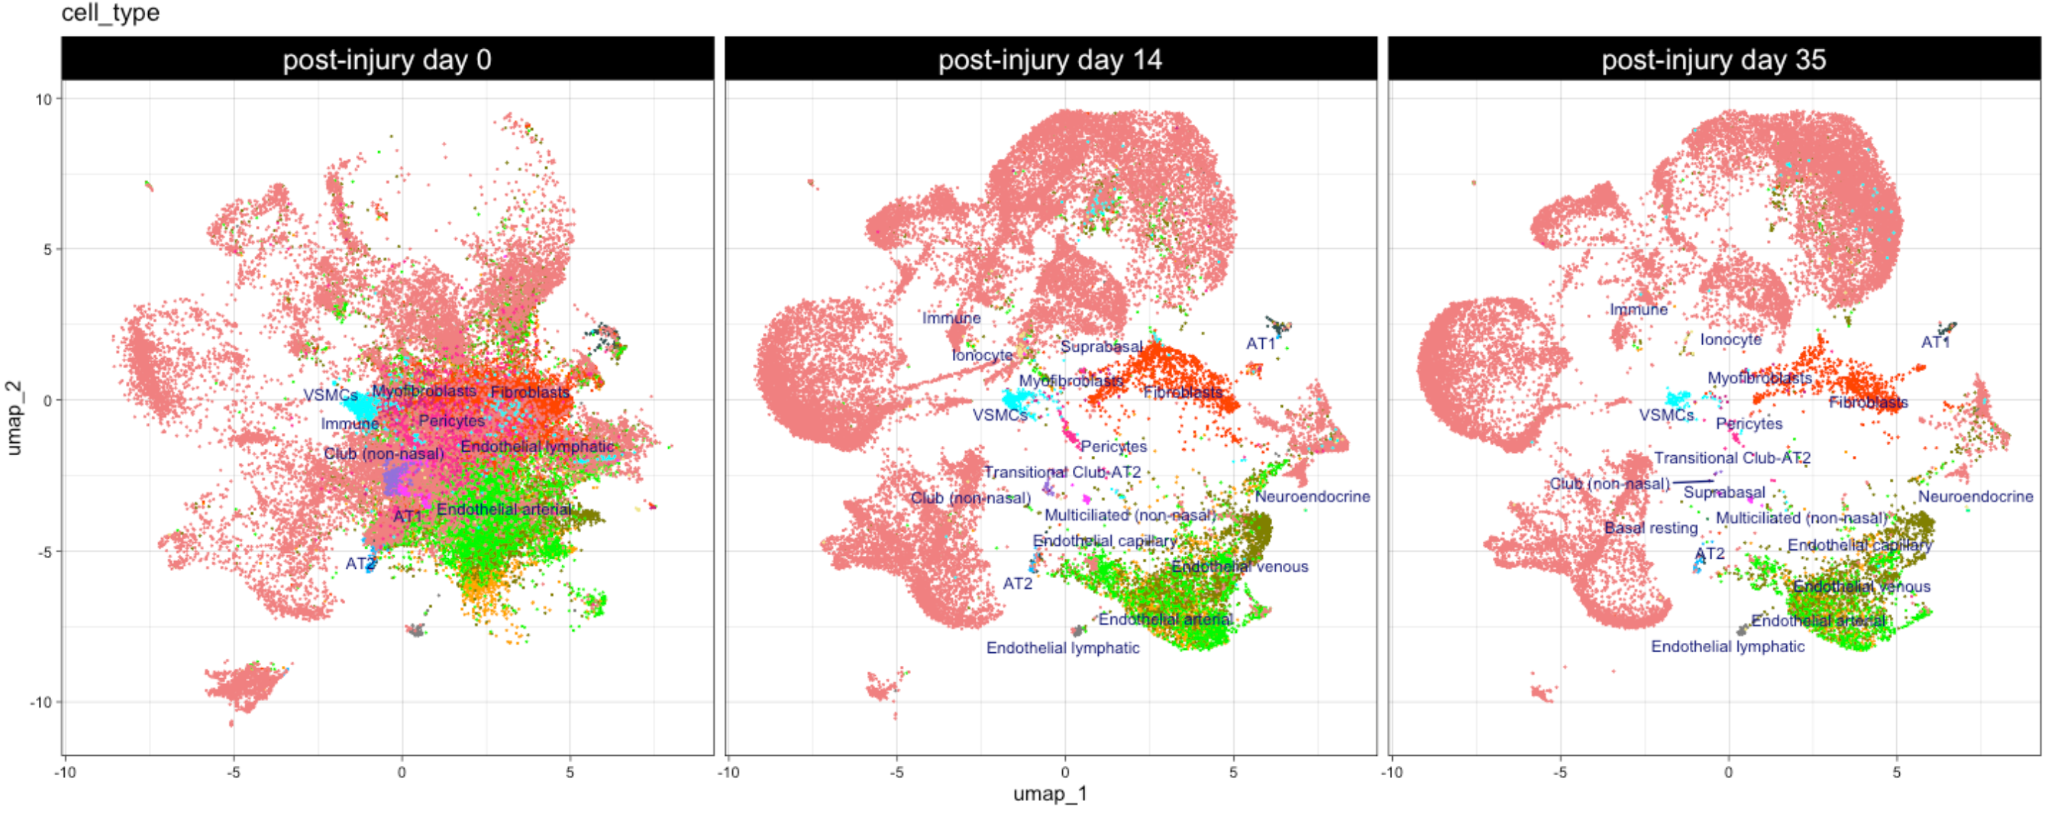 cell_type
post-injury day 0
post-injury day 14
post-injury day 35
umap_2
10
5
0
-5
-10
VSMCs
Myofibroblasts
Fibroblasts
Immune
Pericytes
Endothelial lymphatic
Club (non-nasal)
Endothelial arterial
AT1
AT2
-10
-5
0
5
Immune
Ionocyte
Suprabasal
AT1
Myofibroblasts
Fibroblasts
VSMCs
Pericytes
Transitional Club-AT2
Club (non-nasal)
Neuroendocrine
Multiciliated (non-nasal)
Endothelial capillary
Endothelial venous
AT2
Endothelial arterial
Endothelial lymphatic
-10
-5
0
5
Immune
Ionocyte
AT1
Myofibroblasts
Fibroblasts
VSMCs
Pericytes
Transitional Club-AT2
Club (non-nasal)
Suprabasal
Neuroendocrine
Multiciliated (non-nasal)
Basal resting
Endothelial capillary
AT2
Endothelial venous
Endothelial arterial
Endothelial lymphatic
-10
-5
0
5
umap_1